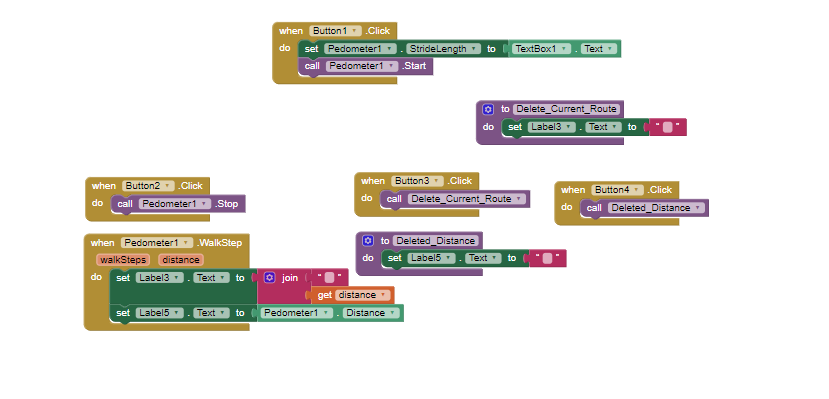 when Button1 .Click
do set Pedometer1 . StrideLength to TextBox1 . Text
call Pedometer1 .Start
to Delete_Current_Route
do set Label3 . Text to " "
when Button2 .Click
do call Pedometer1 .Stop
when Button3 .Click
do call Delete_Current_Route
when Button4 .Click
do call Deleted_Distance
when Pedometer1 .WalkStep
walkSteps distance
do set Label3 . Text to join " "
get distance
set Label5 . Text to Pedometer1 . Distance
to Deleted_Distance
do set Label5 . Text to " "